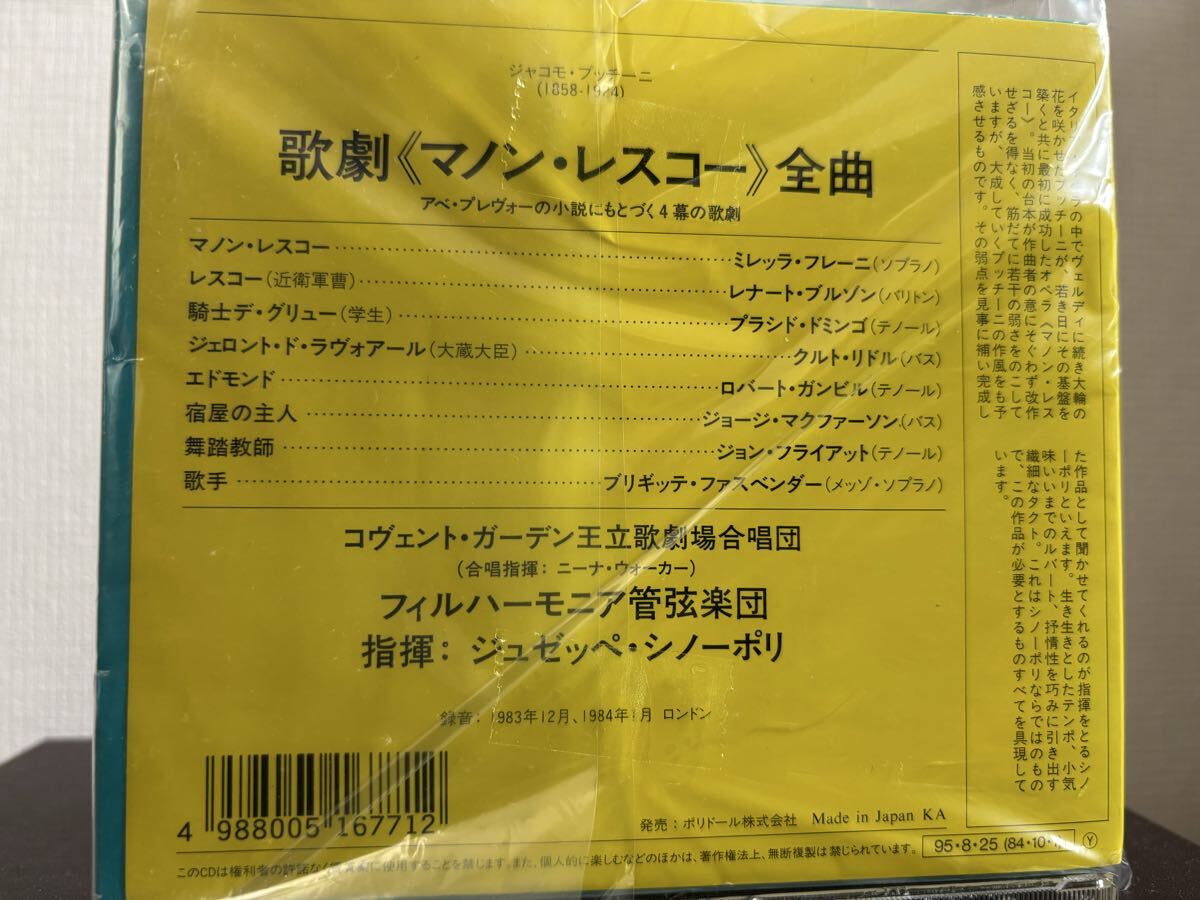 ジャコモ・プッチーニ
(1858-1924)
歌劇《マノン・レスコー》全曲
アベ・プレヴォーの小説にもとづく4幕の歌劇
マノン・レスコー ミレッラ・フレーニ(ソプラノ)
レスコー(近衛軍曹) レナート・ブルゾン(バリトン)
騎士デ・グリュー(学生) プラシド・ドミンゴ(テノール)
ジェロント・ド・ラヴォアール(大蔵大臣) クルト・リドル(バス)
エドモンド ロバート・ガンビル(テノール)
宿屋の主人 ジョージ・マクファーソン(バス)
舞踏教師 ジョン・フライアット(テノール)
歌手 ブリギッテ・ファスベンダー(メッゾ・ソプラノ)
コヴェント・ガーデン王立歌劇場合唱団
(合唱指揮: ニーナ・ウォーカー)
フィルハーモニア管弦楽団
指揮: ジュゼッペ・シノーポリ
録音: 1983年12月、1984年1月 ロンドン
4 988005 167712
発売: ポリドール株式会社 Made in Japan KA
95・8・25 (84・10・ Y
このCDは権利者の許諾なく賃貸業に使用することを禁じます。また、個人的に楽しむなどのほかは、著作権法上、無断複製は禁じられています。
イタリア・オペラの中でヴェルディに続き大輪の
花を咲かせたプッチーニが、若き日にその基盤を
築くと共に最初に成功したオペラ《マノン・レス
コー》。当初の台本が作曲者の意にそぐわず改作
せざるを得なく、筋だてに若干の弱さをのこして
いますが、大成していくプッチーニの作風をも予
感させるものです。その弱点を見事に補い完成し
た作品として聞かせてくれるのが指揮をとるシノ
ーポリといえます。生き生きとしたテンポ、小気
味いいまでのルバート、抒情性を巧みに引き出す
繊細なタクト。これはシノーポリならではのもの
で、この作品が必要とするものすべてを具現して
います。